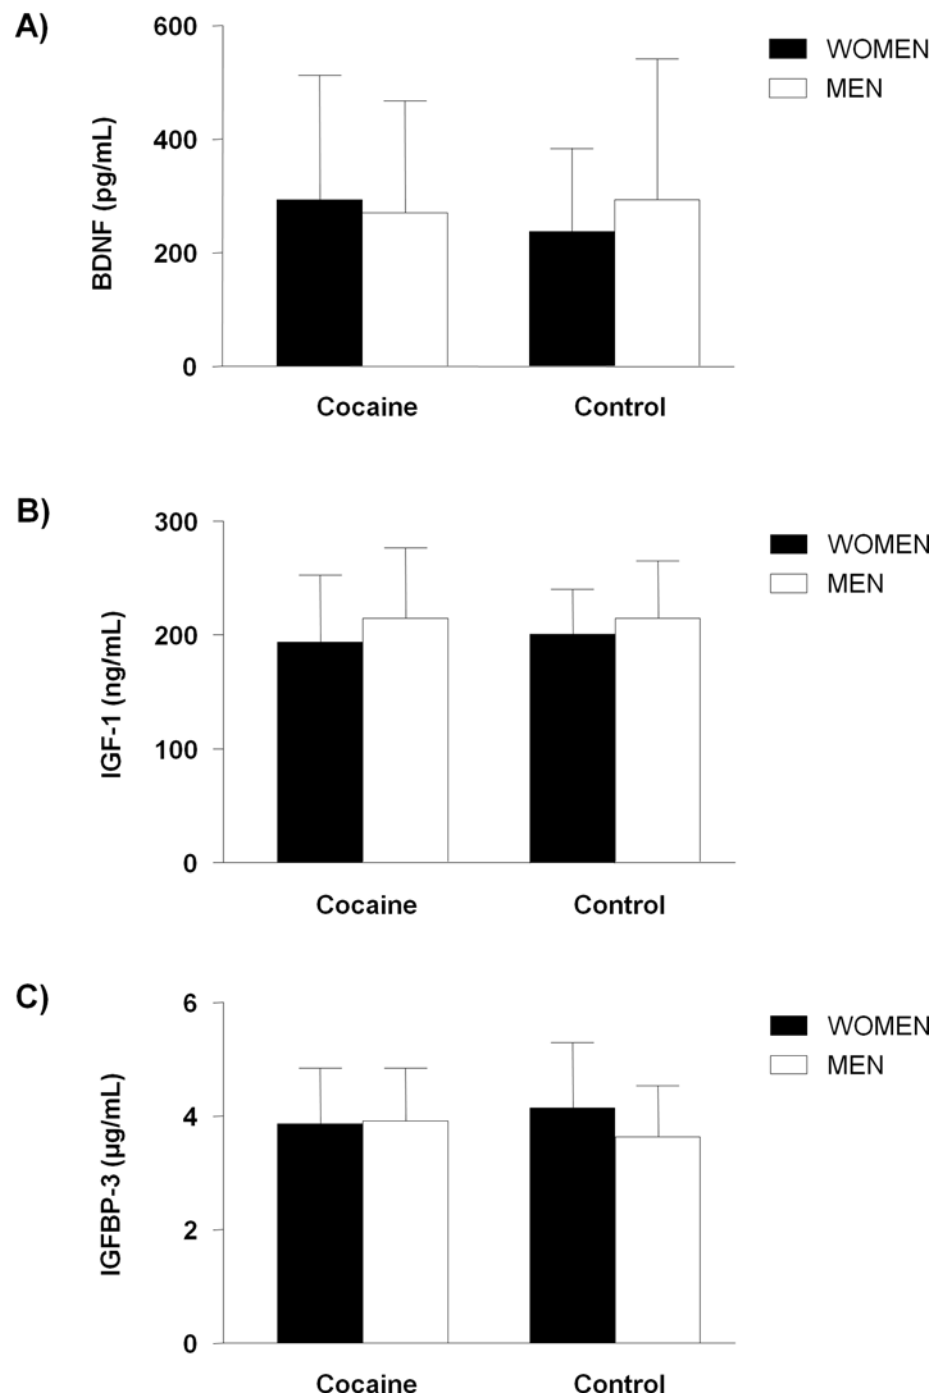 A)
BDNF (pg/mL)
600
400
200
0
Cocaine
Control
WOMEN
MEN
B)
IGF-1 (ng/mL)
300
200
100
0
Cocaine
Control
WOMEN
MEN
C)
IGFBP-3 (µg/mL)
6
4
2
0
Cocaine
Control
WOMEN
MEN